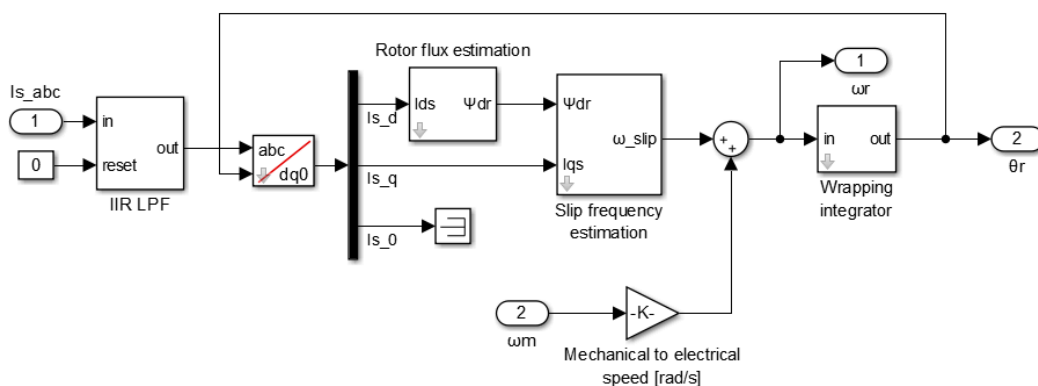 Rotor flux estimation
Is_abc
1
in
reset
out
0
IIR LPF
abc
dq0
Is_d
Is_q
Is_0
Ids
Ψdr
Ψdr
Iqs
ω_slip
Slip frequency
estimation
+
+
1
ωr
in
out
Wrapping
integrator
2
θr
2
ωm
-K-
Mechanical to electrical
speed [rad/s]